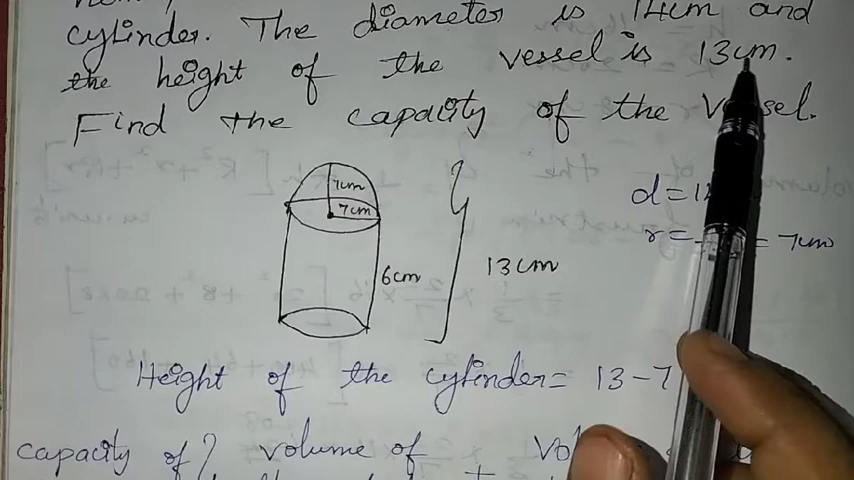 cylinder. The diameter is 14cm and
the height of the vessel is 13cm.
Find the capacity of the vessel.
7cm
7cm
6cm
13cm
d=1
r= = 7cm
Height of the cylinder= 13-7
capacity of } volume of
+